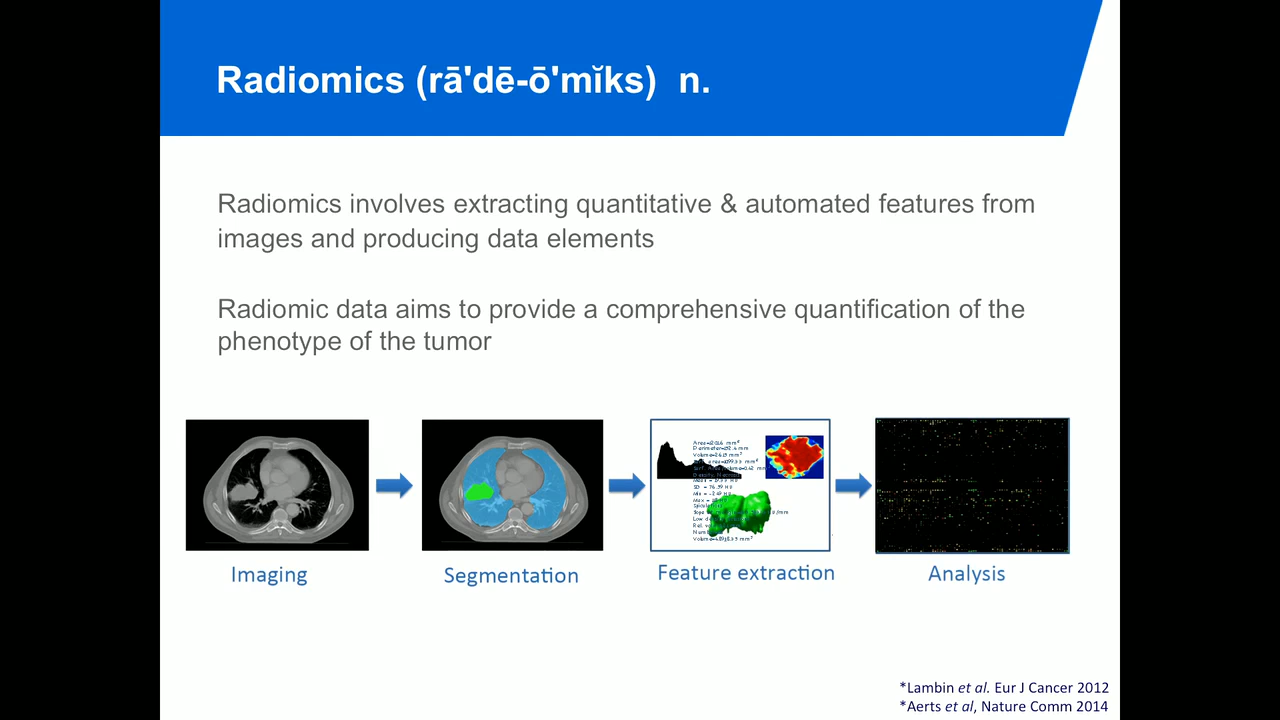 Radiomics (rā'dē-ō'mĭks) n.
Radiomics involves extracting quantitative & automated features from
images and producing data elements
Radiomic data aims to provide a comprehensive quantification of the
phenotype of the tumor
Imaging
Segmentation
Feature extraction
Analysis
*Lambin et al. Eur J Cancer 2012
*Aerts et al, Nature Comm 2014